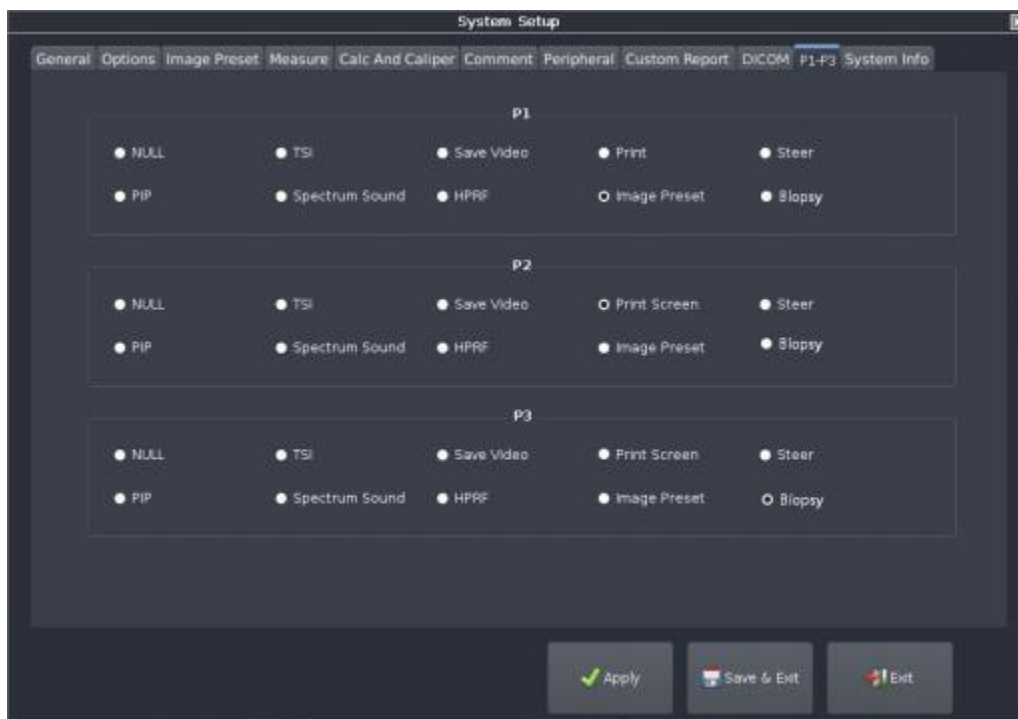 System Setup
General Options Image Preset Measure Calc And Caliper Comment Peripheral Custom Report DICOM P1-P3 System Info
P1
NULL TSI Save Video Print Steer
PIP Spectrum Sound HPRF Image Preset Biopsy
P2
NULL TSI Save Video Print Screen Steer
PIP Spectrum Sound HPRF Image Preset Biopsy
P3
NULL TSI Save Video Print Screen Steer
PIP Spectrum Sound HPRF Image Preset Biopsy
Apply Save & Exit Exit